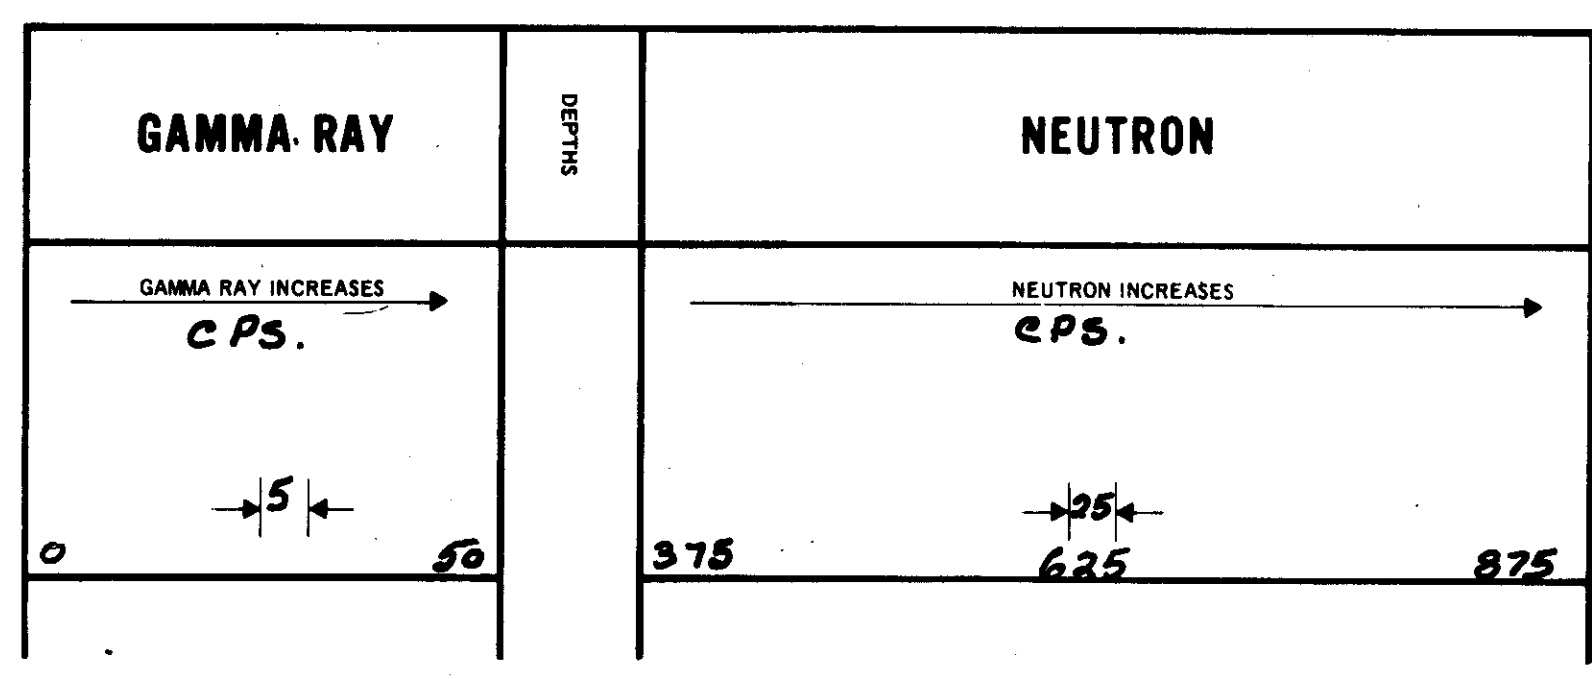 GAMMA RAY
DEPTHS
NEUTRON
GAMMA RAY INCREASES
CPS.
NEUTRON INCREASES
CPS.
5
25
0 50
375 625 875